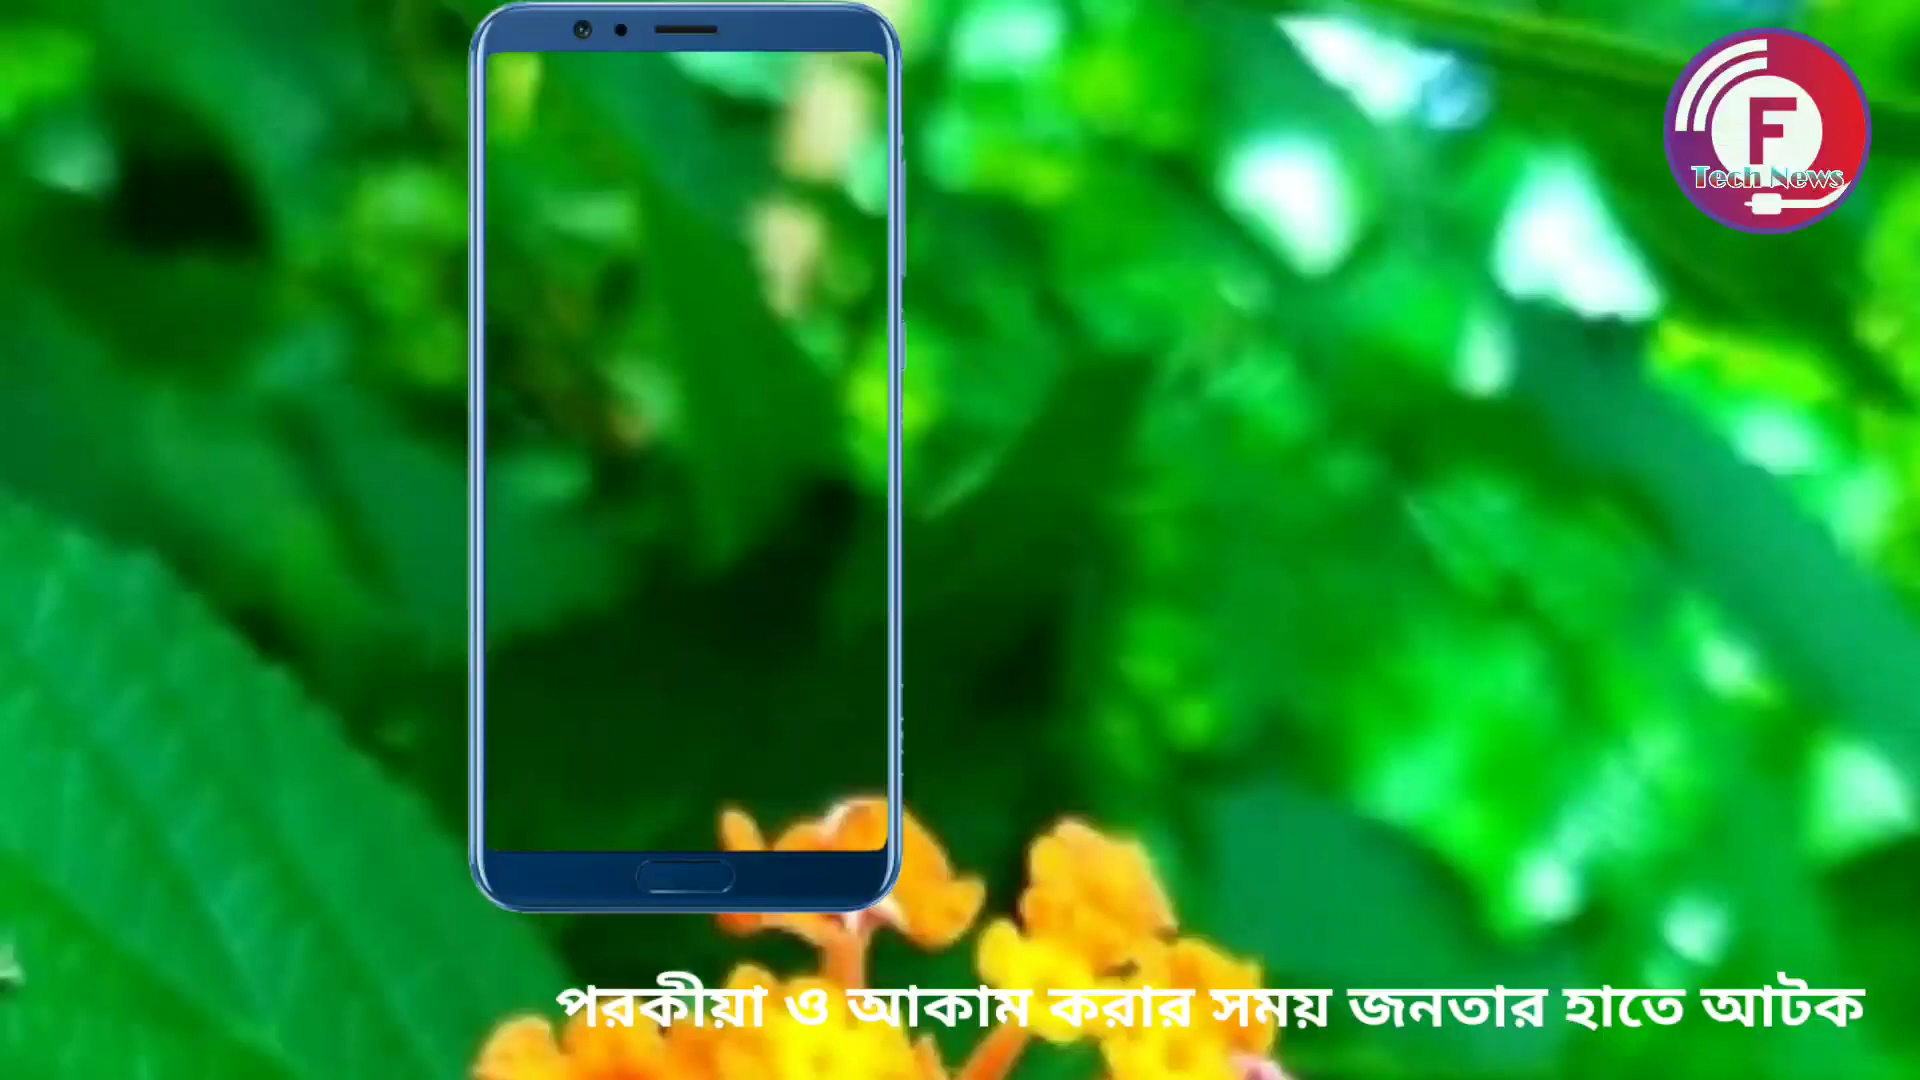 F
Tech News
পরকীয়া ও আকাম করার সময় জনতার হাতে আটক